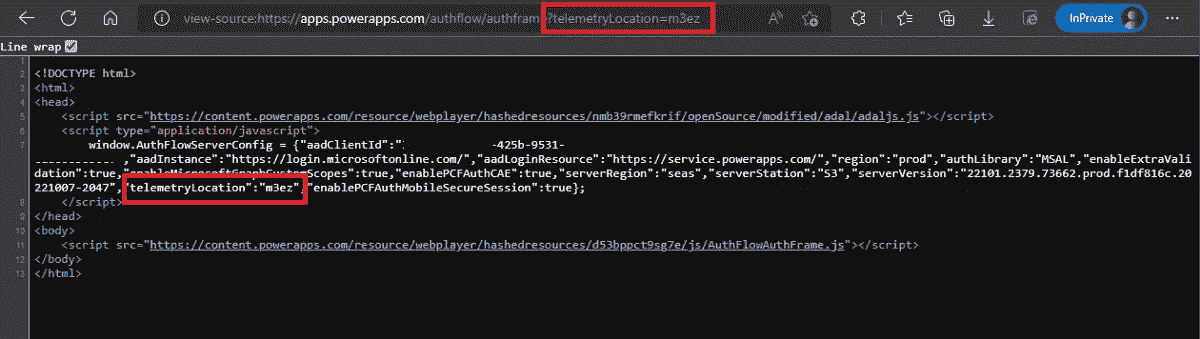 view-source:https://apps.powerapps.com/authflow/authframe?telemetryLocation=m3ez
InPrivate
Line wrap
1
2 <!DOCTYPE html>
3 <html>
4 <head>
5 <script src="https://content.powerapps.com/resource/webplayer/hashedresources/nmb39rmefkrif/openSource/modified/adal/adaljs.js"></script>
6 <script type="application/javascript">
7 window.AuthFlowServerConfig = {"aadClientId":" -425b-9531-
,"aadInstance":"https://login.microsoftonline.com/","aadLoginResource":"https://service.powerapps.com/","region":"prod","authLibrary":"MSAL","enableExtraVali
dation":true,"enableMicrosoftGraphCustomScopes":true,"enablePCFAuthCAE":true,"serverRegion":"seas","serverStation":"S3","serverVersion":"22101.2379.73662.prod.f1df816c.20
221007-2047","telemetryLocation":"m3ez","enablePCFAuthMobileSecureSession":true};
8 </script>
9 </head>
10 <body>
11 <script src="https://content.powerapps.com/resource/webplayer/hashedresources/d53bppct9sg7e/js/AuthFlowAuthFrame.js"></script>
12 </body>
13 </html>